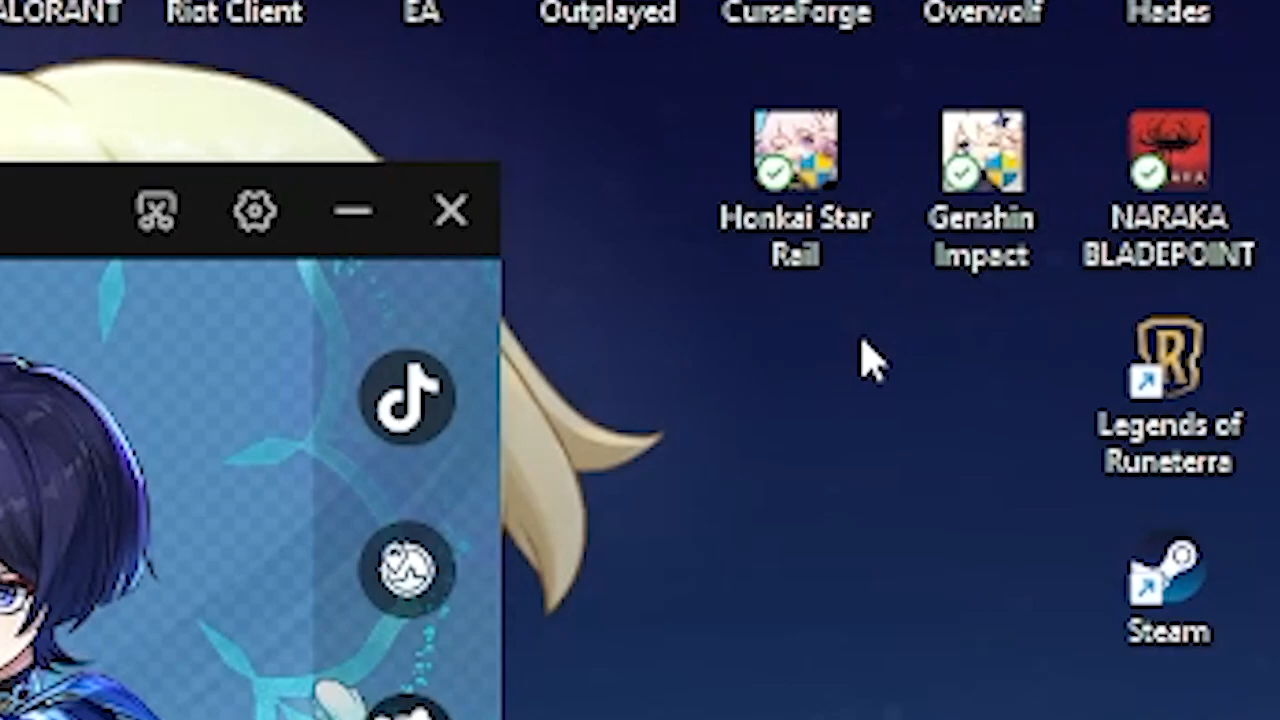 ALORANT
Riot Client
EA
Outplayed
CurseForge
Overwolf
Hades
Honkai Star
Rail
Genshin
Impact
NARAKA
BLADEPOINT
Legends of
Runeterra
Steam